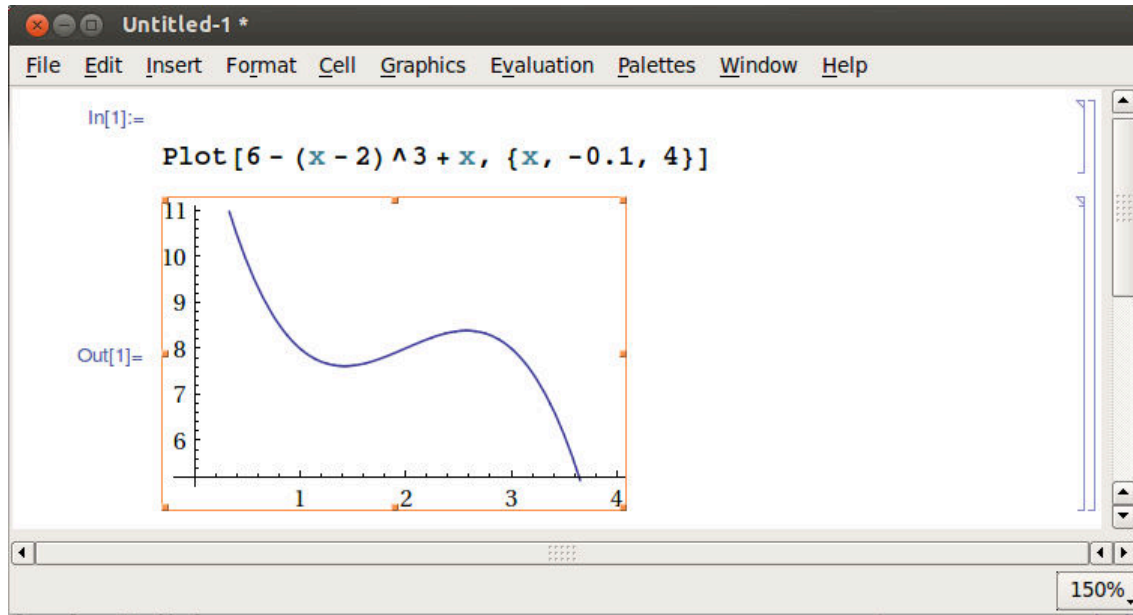 Untitled-1 *
File Edit Insert Format Cell Graphics Evaluation Palettes Window Help
In[1]:=
Plot[6 - (x - 2) ^ 3 + x, {x, -0.1, 4}]
11
10
9
Out[1]=
8
7
6
1 2 3 4
150%